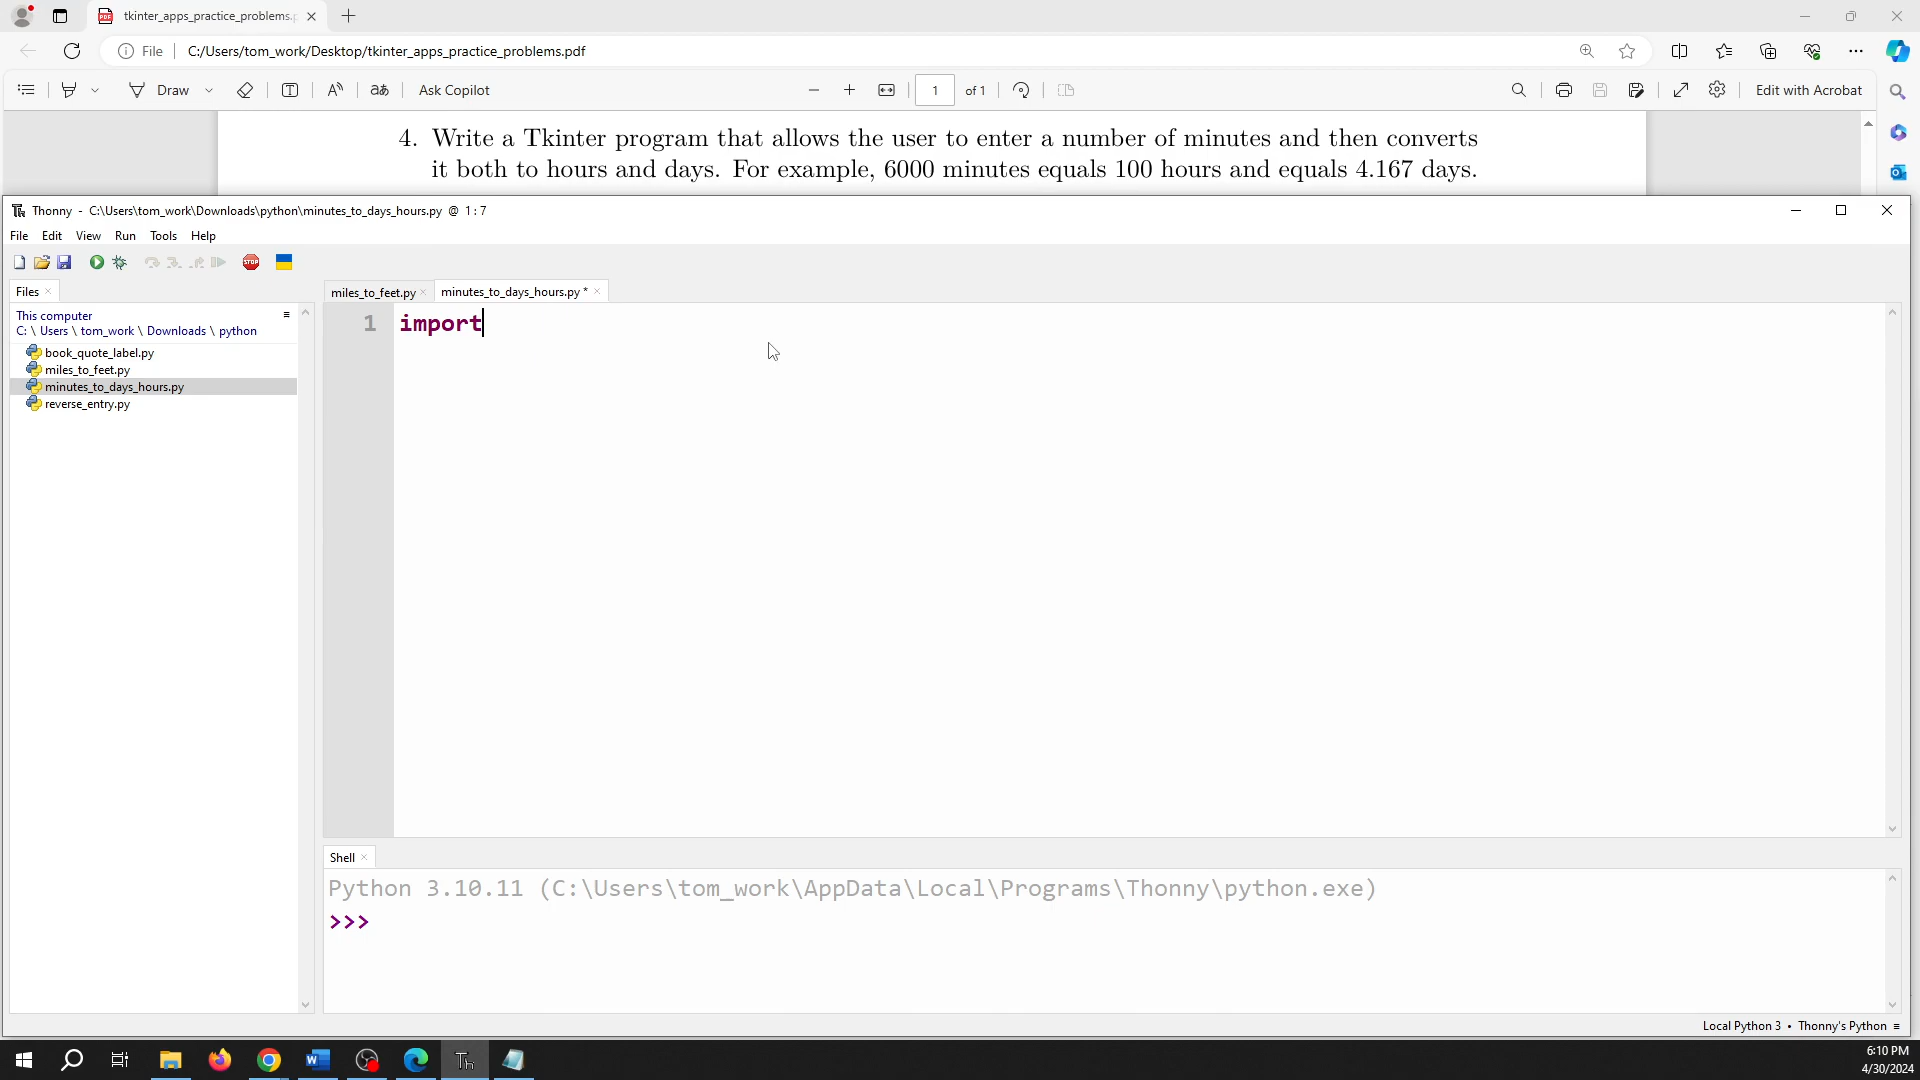 tkinter_apps_practice_problems.p
File
C:/Users/tom_work/Desktop/tkinter_apps_practice_problems.pdf
Draw
Ask Copilot
1
of 1
Edit with Acrobat
4. Write a Tkinter program that allows the user to enter a number of minutes and then converts
it both to hours and days. For example, 6000 minutes equals 100 hours and equals 4.167 days.
Thonny - C:\Users\tom_work\Downloads\python\minutes_to_days_hours.py @ 1:7
File Edit View Run Tools Help
STOP
Files
miles_to_feet.py
minutes_to_days_hours.py *
This computer
C: \ Users \ tom_work \ Downloads \ python
book_quote_label.py
miles_to_feet.py
minutes_to_days_hours.py
reverse_entry.py
1 import
Shell
Python 3.10.11 (C:\Users\tom_work\AppData\Local\Programs\Thonny\python.exe)
>>>
Local Python 3 • Thonny's Python ≡
6:10 PM
4/30/2024